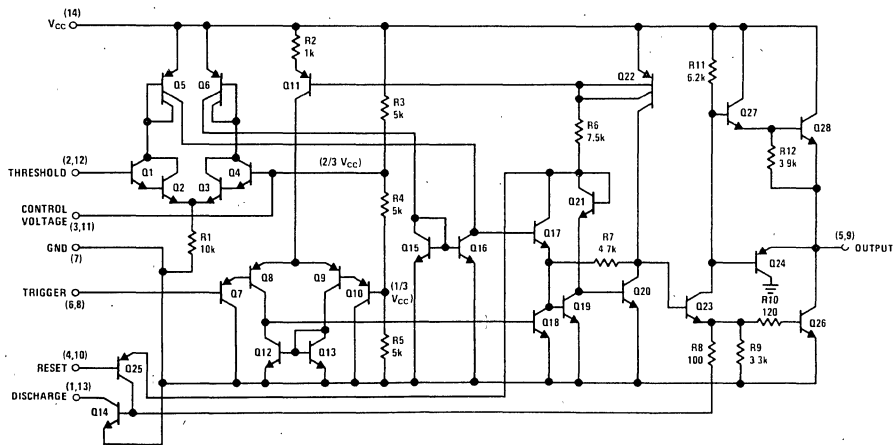 VCC (14)
R2
1k
Q5
Q6
Q11
R3
5k
Q22
R11
6.2k
Q27
Q28
R6
7.5k
R12
3 9k
THRESHOLD (2,12)
Q1
Q2
Q3
Q4
(2/3 VCC)
R4
5k
CONTROL
VOLTAGE
(3,11)
R1
10k
Q15
Q16
Q17
Q21
R7
4 7k
GND
(7)
(5,9)
OUTPUT
Q24
TRIGGER
(6,8)
Q7
Q8
Q9
Q10
(1/3
VCC)
Q18
Q19
Q20
Q23
R10
120
Q26
Q12
Q13
R5
5k
R8
100
R9
3 3k
RESET (4,10)
Q25
DISCHARGE (1,13)
Q14